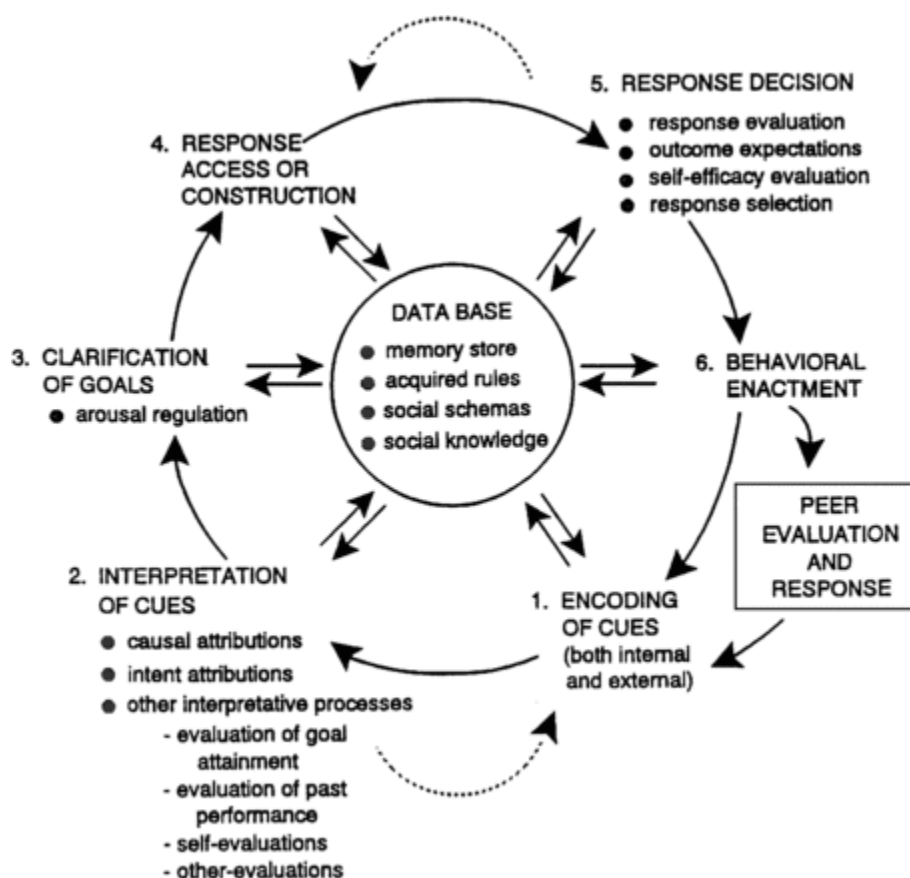 5. RESPONSE DECISION
● response evaluation
● outcome expectations
● self-efficacy evaluation
● response selection
4. RESPONSE
ACCESS OR
CONSTRUCTION
DATA BASE
● memory store
● acquired rules
● social schemas
● social knowledge
3. CLARIFICATION
OF GOALS
● arousal regulation
6. BEHAVIORAL
ENACTMENT
PEER
EVALUATION
AND
RESPONSE
2. INTERPRETATION
OF CUES
● causal attributions
● intent attributions
● other interpretative processes
- evaluation of goal
attainment
- evaluation of past
performance
- self-evaluations
- other-evaluations
1. ENCODING
OF CUES
(both internal
and external)